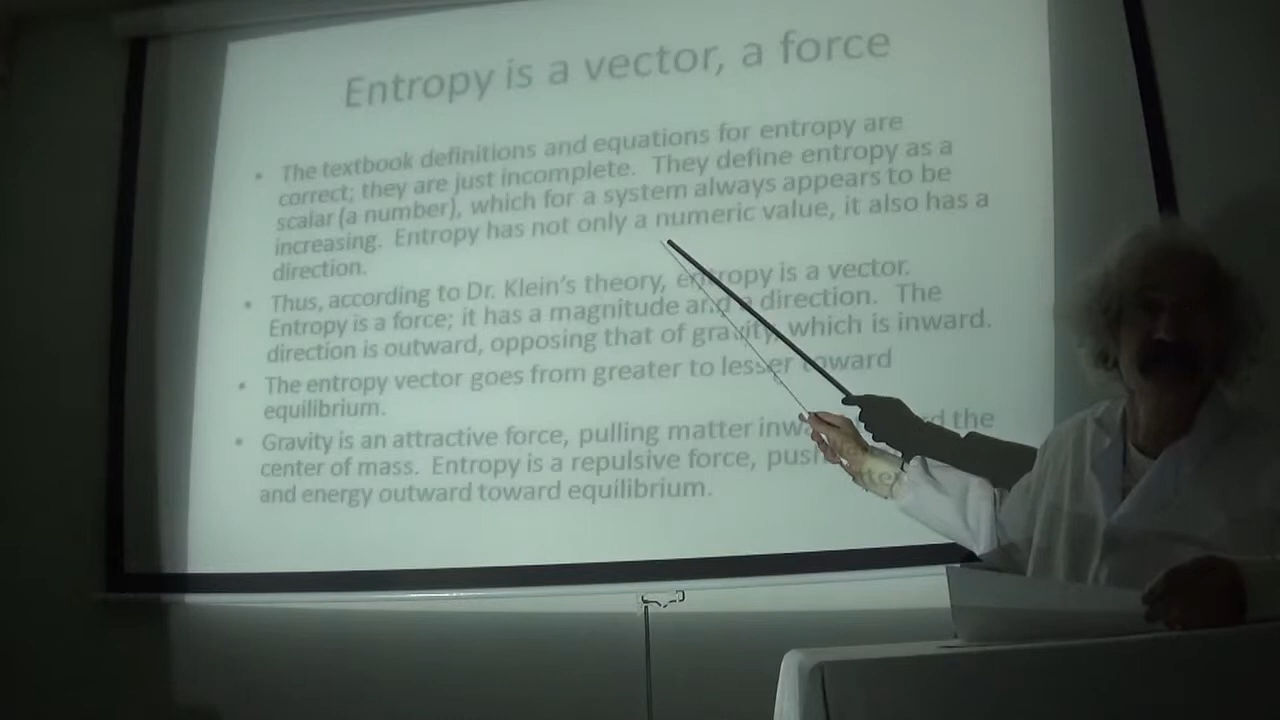 Entropy is a vector, a force
• The textbook definitions and equations for entropy are
correct; they are just incomplete. They define entropy as a
scalar (a number), which for a system always appears to be
increasing. Entropy has not only a numeric value, it also has a
direction.
• Thus, according to Dr. Klein's theory, entropy is a vector.
Entropy is a force; it has a magnitude and a direction. The
direction is outward, opposing that of gravity, which is inward.
• The entropy vector goes from greater to lesser toward
equilibrium.
• Gravity is an attractive force, pulling matter the
center of mass. Entropy is a repulsive force,
and energy outward toward equilibrium.